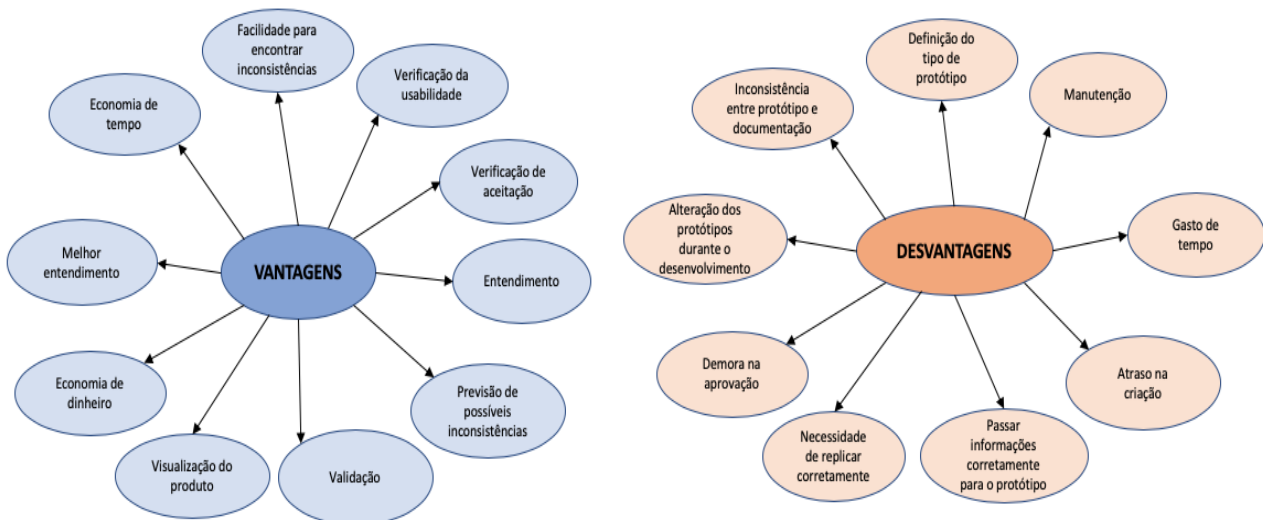 VANTAGENS
Facilidade para
encontrar
inconsistências
Verificação da
usabilidade
Verificação de
aceitação
Entendimento
Previsão de
possíveis
inconsistências
Validação
Visualização do
produto
Economia de
dinheiro
Melhor
entendimento
Economia de
tempo
DESVANTAGENS
Definição do
tipo de
protótipo
Manutenção
Gasto de
tempo
Atraso na
criação
Passar
informações
corretamente
para o protótipo
Necessidade
de replicar
corretamente
Demora na
aprovação
Alteração dos
protótipos
durante o
desenvolvimento
Inconsistência
entre protótipo e
documentação